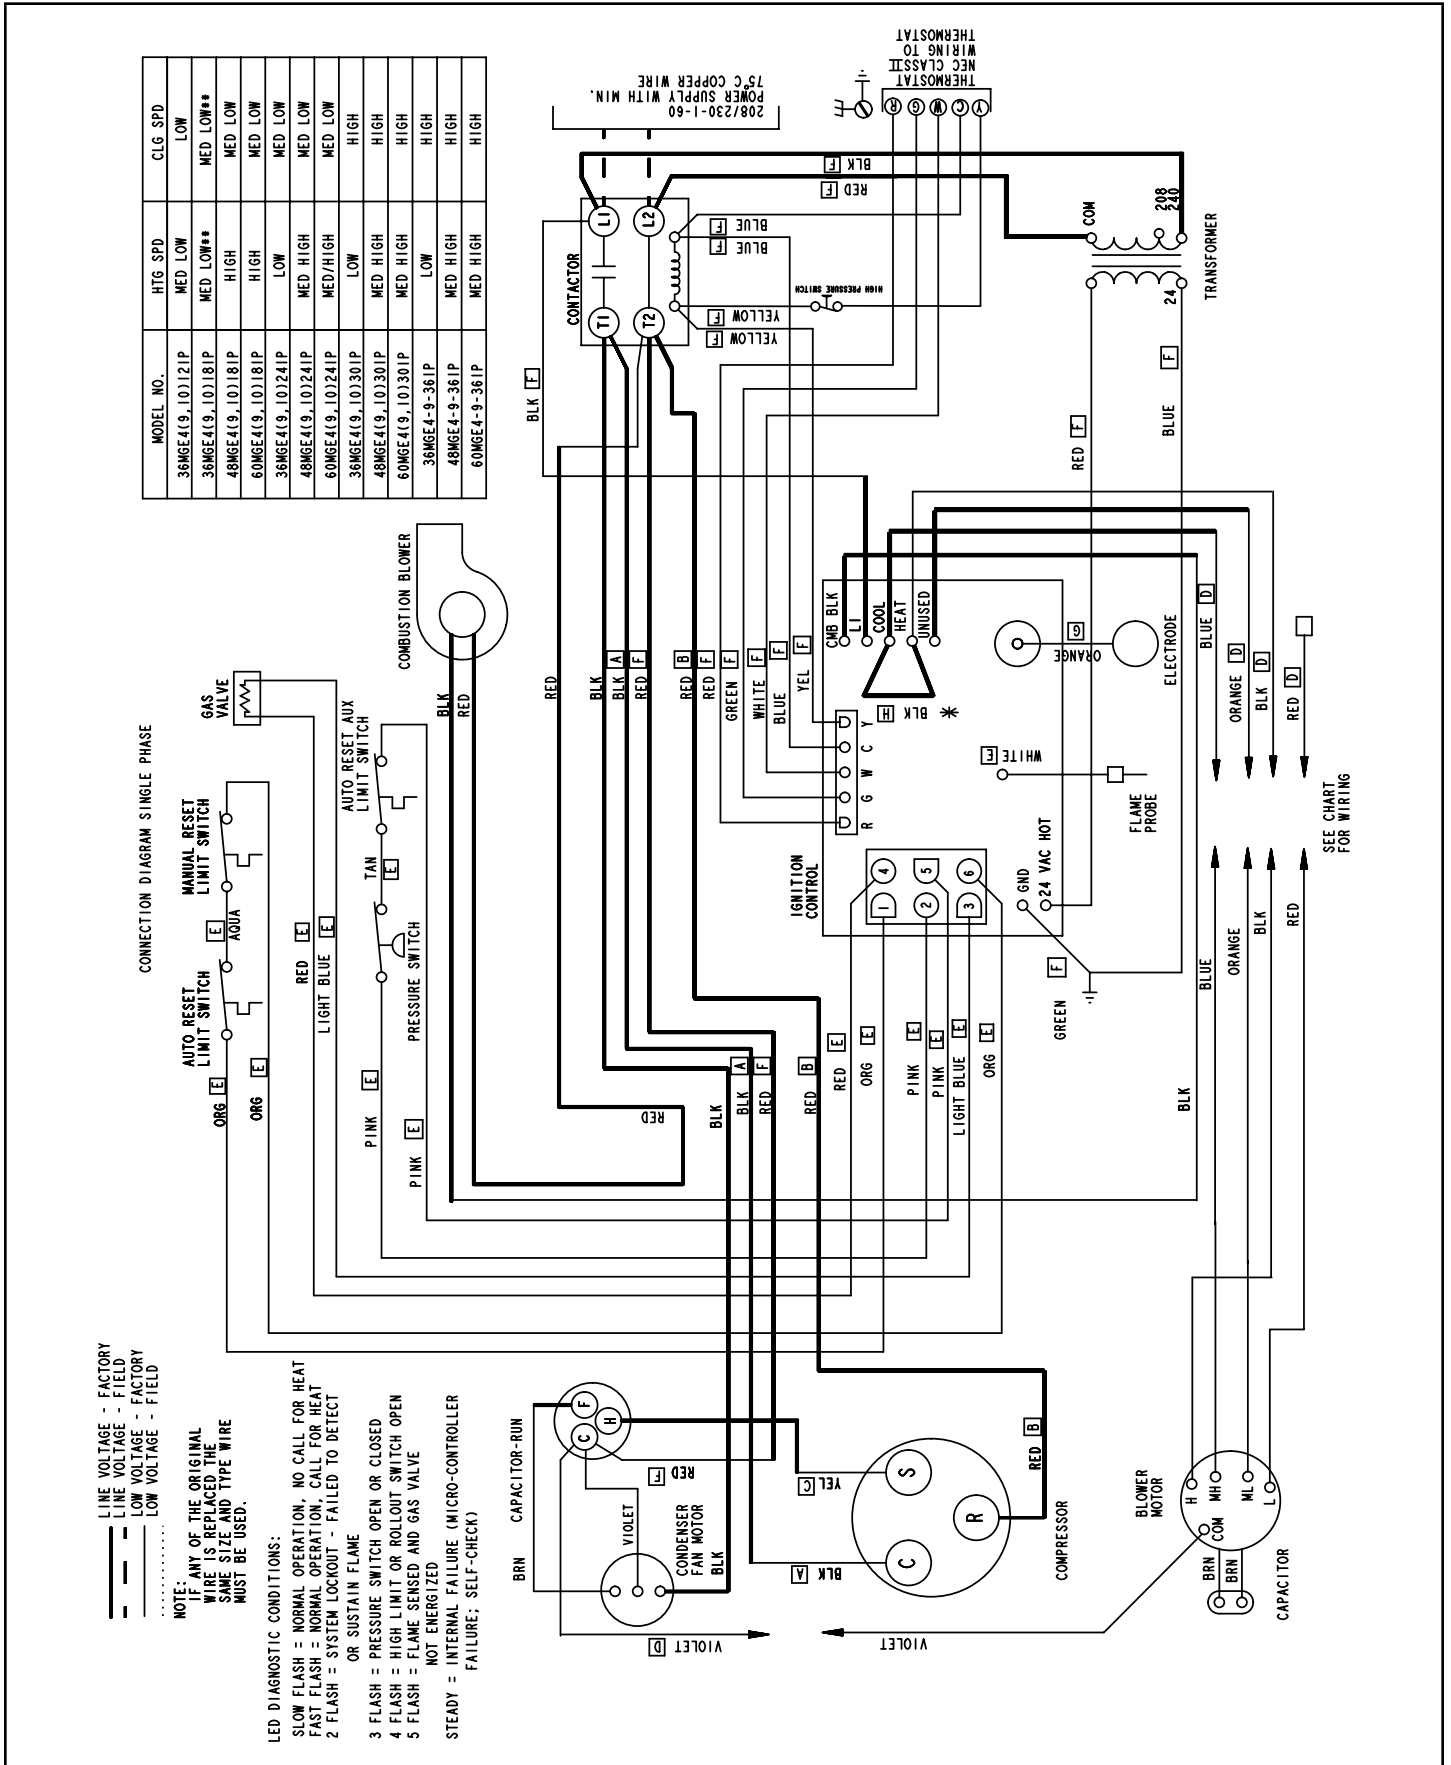 CONNECTION DIAGRAM SINGLE PHASE
LINE VOLTAGE - FACTORY
LINE VOLTAGE - FIELD
LOW VOLTAGE - FACTORY
LOW VOLTAGE - FIELD
NOTE:
IF ANY OF THE ORIGINAL
WIRE IS REPLACED THE
SAME SIZE AND TYPE WIRE
MUST BE USED.
LED DIAGNOSTIC CONDITIONS:
SLOW FLASH = NORMAL OPERATION, NO CALL FOR HEAT
FAST FLASH = NORMAL OPERATION, CALL FOR HEAT
2 FLASH = SYSTEM LOCKOUT - FAILED TO DETECT
OR SUSTAIN FLAME
3 FLASH = PRESSURE SWITCH OPEN OR CLOSED
4 FLASH = HIGH LIMIT OR ROLLOUT SWITCH OPEN
5 FLASH = FLAME SENSED AND GAS VALVE
NOT ENERGIZED
STEADY = INTERNAL FAILURE (MICRO-CONTROLLER
FAILURE; SELF-CHECK)
MODEL NO. HTG SPD CLG SPD
36MGE4(9,10)121P MED LOW LOW
36MGE4(9,10)181P MED LOW** MED LOW**
48MGE4(9,10)181P HIGH MED LOW
60MGE4(9,10)181P HIGH MED LOW
36MGE4(9,10)241P LOW MED LOW
48MGE4(9,10)241P MED HIGH MED LOW
60MGE4(9,10)241P MED/HIGH MED LOW
36MGE4(9,10)301P LOW HIGH
48MGE4(9,10)301P MED HIGH HIGH
60MGE4(9,10)301P MED HIGH HIGH
36MGE4-9-361P LOW HIGH
48MGE4-9-361P MED HIGH HIGH
60MGE4-9-361P MED HIGH HIGH
AUTO RESET
LIMIT SWITCH
E
AQUA
MANUAL RESET
LIMIT SWITCH
ORG E
ORG E
GAS
VALVE
RED E
LIGHT BLUE E
PINK E
PINK E
PRESSURE SWITCH
TAN E
AUTO RESET AUX
LIMIT SWITCH
COMBUSTION BLOWER
BLK
RED
208/230-1-60
POWER SUPPLY WITH MIN.
75°C COPPER WIRE
THERMOSTAT
NEC CLASS II
WIRING TO
THERMOSTAT
R G W C Y
CONTACTOR
L1 L2
T1 T2
BLK F
RED F
BLUE F
BLUE F
YELLOW F
YELLOW F
HIGH PRESSURE SWITCH
BLK F
COM
208
240
24
TRANSFORMER
RED F
BLUE F
RED
BLK
BLK A
RED F
RED B
RED F
GREEN F
WHITE F
BLUE F
YEL F
CMB BLK
L1
COOL
HEAT
UNUSED
BLK H *
R G W C Y
ORANGE G
ELECTRODE
WHITE E
FLAME
PROBE
IGNITION
CONTROL
1 2 3
4 5 6
GND
24 VAC HOT
GREEN F
RED E
ORG E
PINK E
PINK E
LIGHT BLUE E
ORG E
BLUE D
ORANGE D
BLK D
RED D
SEE CHART
FOR WIRING
BLUE
ORANGE
BLK
RED
BLK
RED
BLK
BLK A
RED F
RED B
CAPACITOR-RUN
F H C
BRN
VIOLET
RED F
CONDENSER
FAN MOTOR
BLK
YEL C
BLK A
VIOLET D
VIOLET
S R C
RED B
COMPRESSOR
BLOWER
MOTOR
H MH ML L
COM
BRN
BRN
CAPACITOR